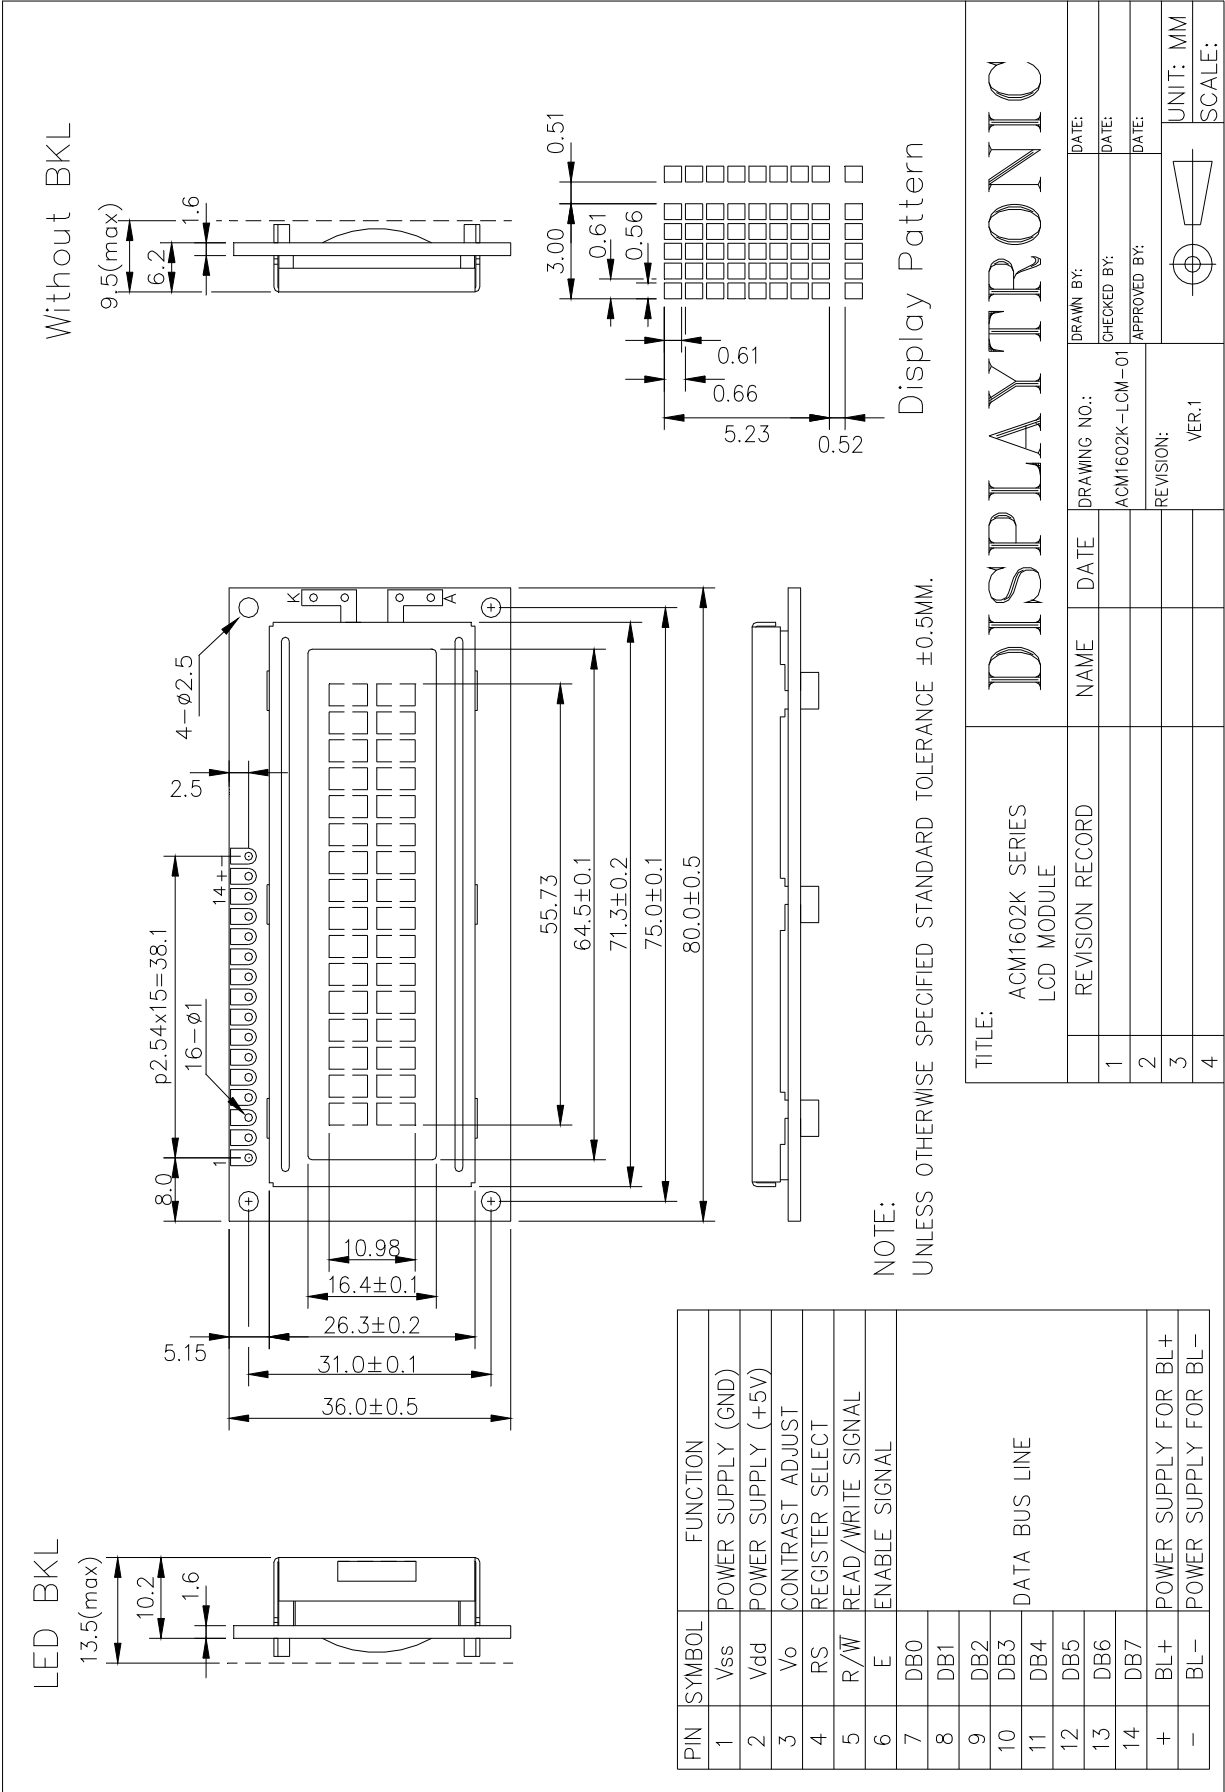 LED BKL
13.5(max)
10.2
1.6
Without BKL
9.5(max)
6.2
1.6
p2.54x15=38.1
8.0
16-ø1
2.5
4-ø2.5
1
14+-
K
A
5.15
10.98
16.4±0.1
26.3±0.2
31.0±0.1
36.0±0.5
55.73
64.5±0.1
71.3±0.2
75.0±0.1
80.0±0.5
3.00
0.51
0.61
0.56
0.61
0.66
5.23
0.52
Display Pattern
PIN SYMBOL FUNCTION
1 Vss POWER SUPPLY (GND)
2 Vdd POWER SUPPLY (+5V)
3 Vo CONTRAST ADJUST
4 RS REGISTER SELECT
5 R/W̅ READ/WRITE SIGNAL
6 E ENABLE SIGNAL
7 DB0
8 DB1
9 DB2
10 DB3 DATA BUS LINE
11 DB4
12 DB5
13 DB6
14 DB7
+ BL+ POWER SUPPLY FOR BL+
- BL- POWER SUPPLY FOR BL-
NOTE:
UNLESS OTHERWISE SPECIFIED STANDARD TOLERANCE ±0.5MM.
TITLE:
ACM1602K SERIES
LCD MODULE
DISPLAYTRONIC
REVISION RECORD NAME DATE
1
2
3
4
DRAWING NO.:
ACM1602K-LCM-01
REVISION:
VER.1
DRAWN BY: DATE:
CHECKED BY: DATE:
APPROVED BY: DATE:
UNIT: MM
SCALE: